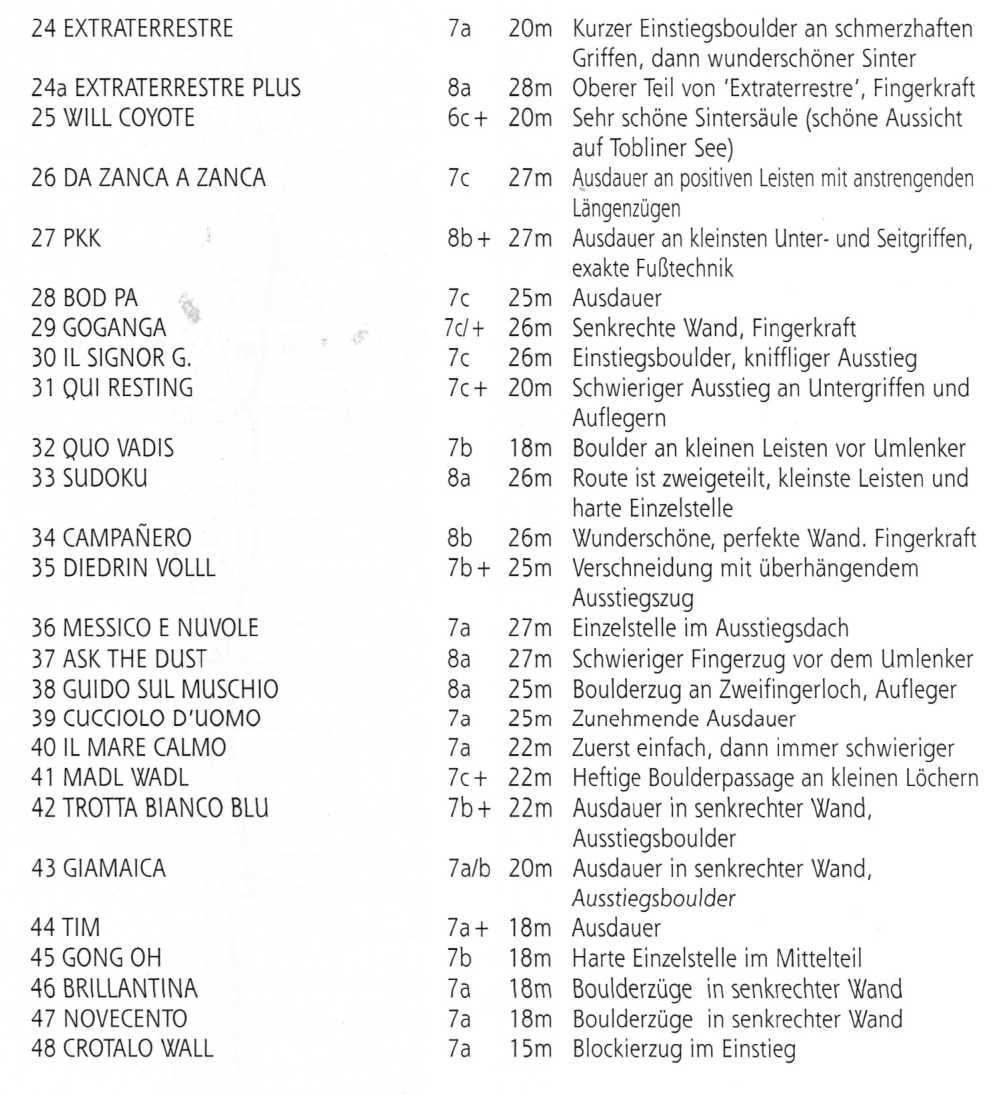 24 EXTRATERRESTRE 7a 20m Kurzer Einstiegsboulder an schmerzhaften
Griffen, dann wunderschöner Sinter
24a EXTRATERRESTRE PLUS 8a 28m Oberer Teil von 'Extraterrestre', Fingerkraft
25 WILL COYOTE 6c+ 20m Sehr schöne Sintersäule (schöne Aussicht
auf Tobliner See)
26 DA ZANCA A ZANCA 7c 27m Ausdauer an positiven Leisten mit anstrengenden
Längenzügen
27 PKK 8b+ 27m Ausdauer an kleinsten Unter- und Seitgriffen,
exakte Fußtechnik
28 BOD PA 7c 25m Ausdauer
29 GOGANGA 7c/+ 26m Senkrechte Wand, Fingerkraft
30 IL SIGNOR G. 7c 26m Einstiegsboulder, kniffliger Ausstieg
31 QUI RESTING 7c+ 20m Schwieriger Ausstieg an Untergriffen und
Auflegern
32 QUO VADIS 7b 18m Boulder an kleinen Leisten vor Umlenker
33 SUDOKU 8a 26m Route ist zweigeteilt, kleinste Leisten und
harte Einzelstelle
34 CAMPAÑERO 8b 26m Wunderschöne, perfekte Wand. Fingerkraft
35 DIEDRIN VOLLL 7b+ 25m Verschneidung mit überhängendem
Ausstiegszug
36 MESSICO E NUVOLE 7a 27m Einzelstelle im Ausstiegsdach
37 ASK THE DUST 8a 27m Schwieriger Fingerzug vor dem Umlenker
38 GUIDO SUL MUSCHIO 8a 25m Boulderzug an Zweifingerloch, Aufleger
39 CUCCIOLO D'UOMO 7a 25m Zunehmende Ausdauer
40 IL MARE CALMO 7a 22m Zuerst einfach, dann immer schwieriger
41 MADL WADL 7c+ 22m Heftige Boulderpassage an kleinen Löchern
42 TROTTA BIANCO BLU 7b+ 22m Ausdauer in senkrechter Wand,
Ausstiegsboulder
43 GIAMAICA 7a/b 20m Ausdauer in senkrechter Wand,
Ausstiegsboulder
44 TIM 7a+ 18m Ausdauer
45 GONG OH 7b 18m Harte Einzelstelle im Mittelteil
46 BRILLANTINA 7a 18m Boulderzüge in senkrechter Wand
47 NOVECENTO 7a 18m Boulderzüge in senkrechter Wand
48 CROTALO WALL 7a 15m Blockierzug im Einstieg